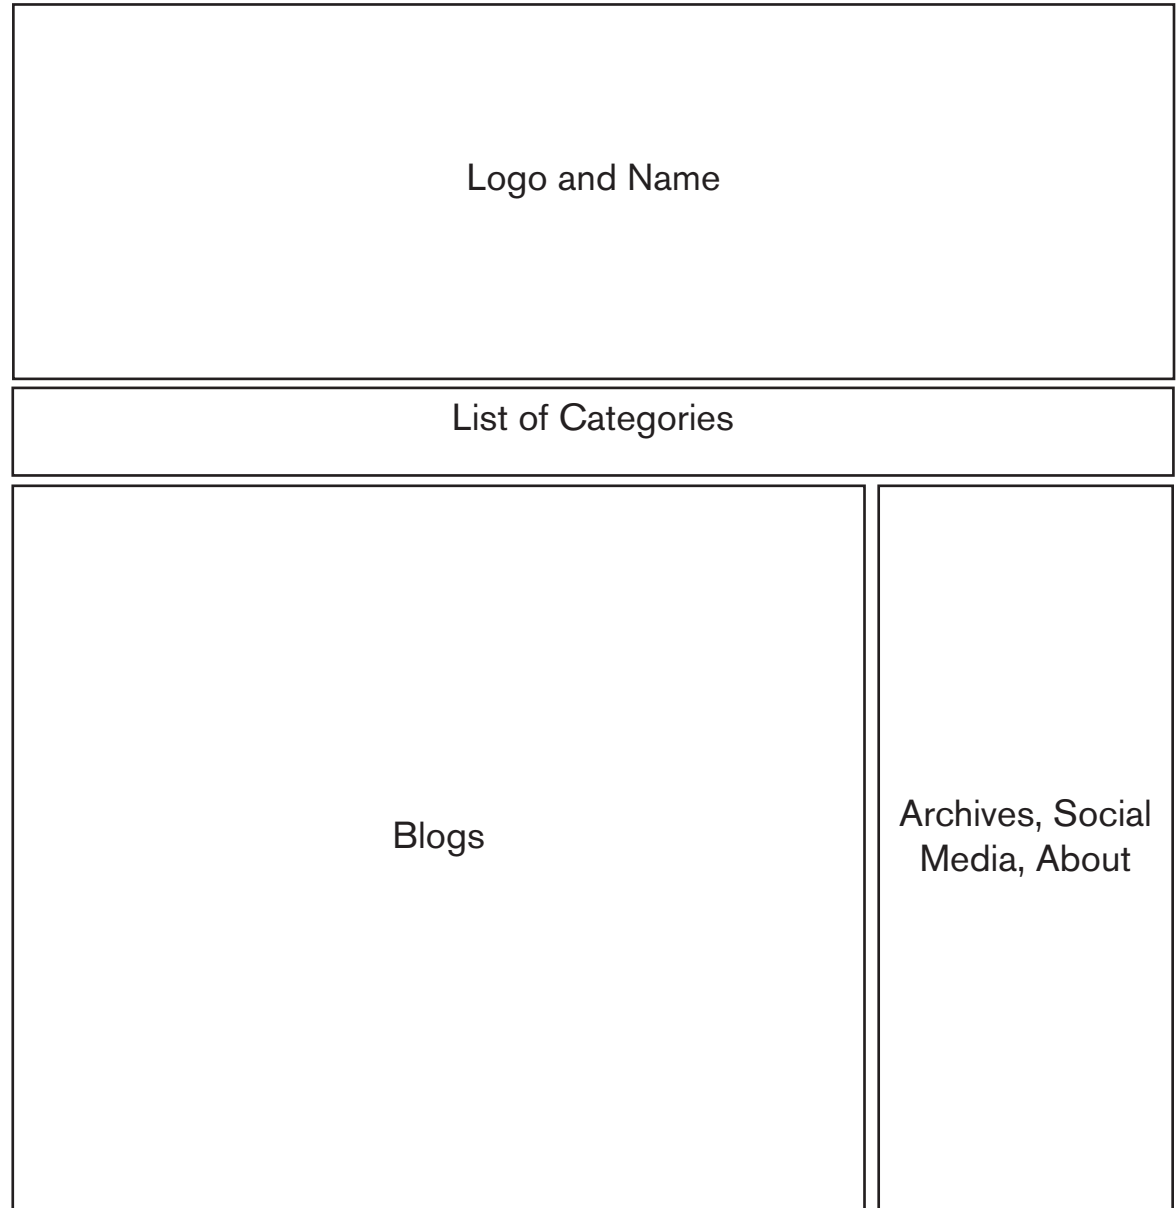 Logo and Name
List of Categories
Blogs
Archives, Social
Media, About